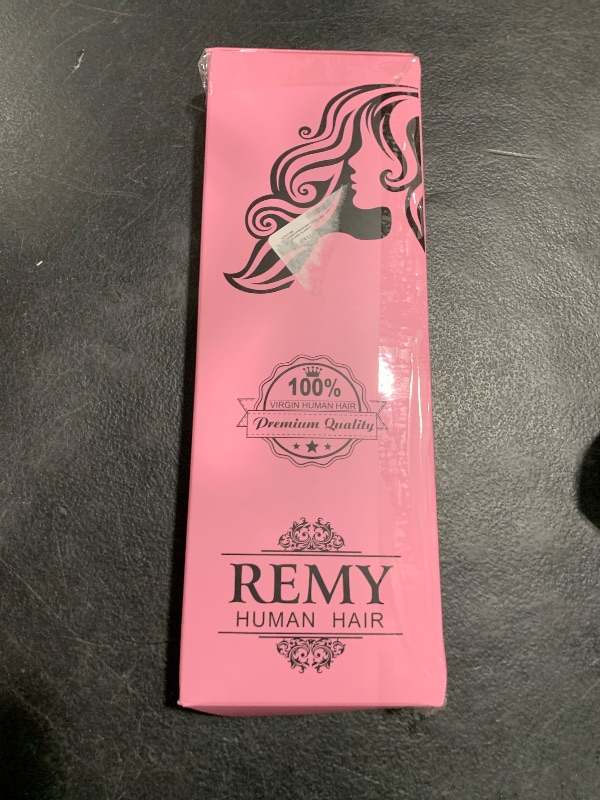 100%
VIRGIN HUMAN HAIR
Premium Quality
REMY
HUMAN HAIR